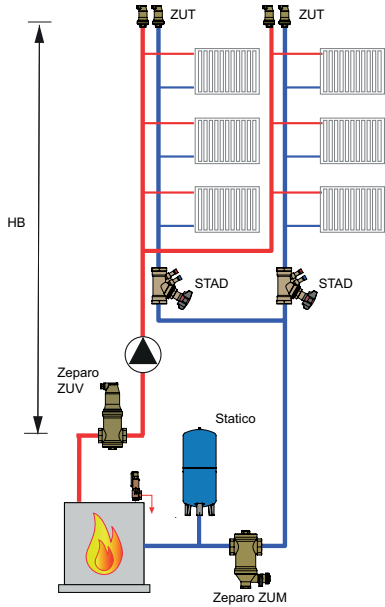 ZUT
ZUT
HB
STAD
STAD
Zeparo
ZUV
Statico
Zeparo ZUM